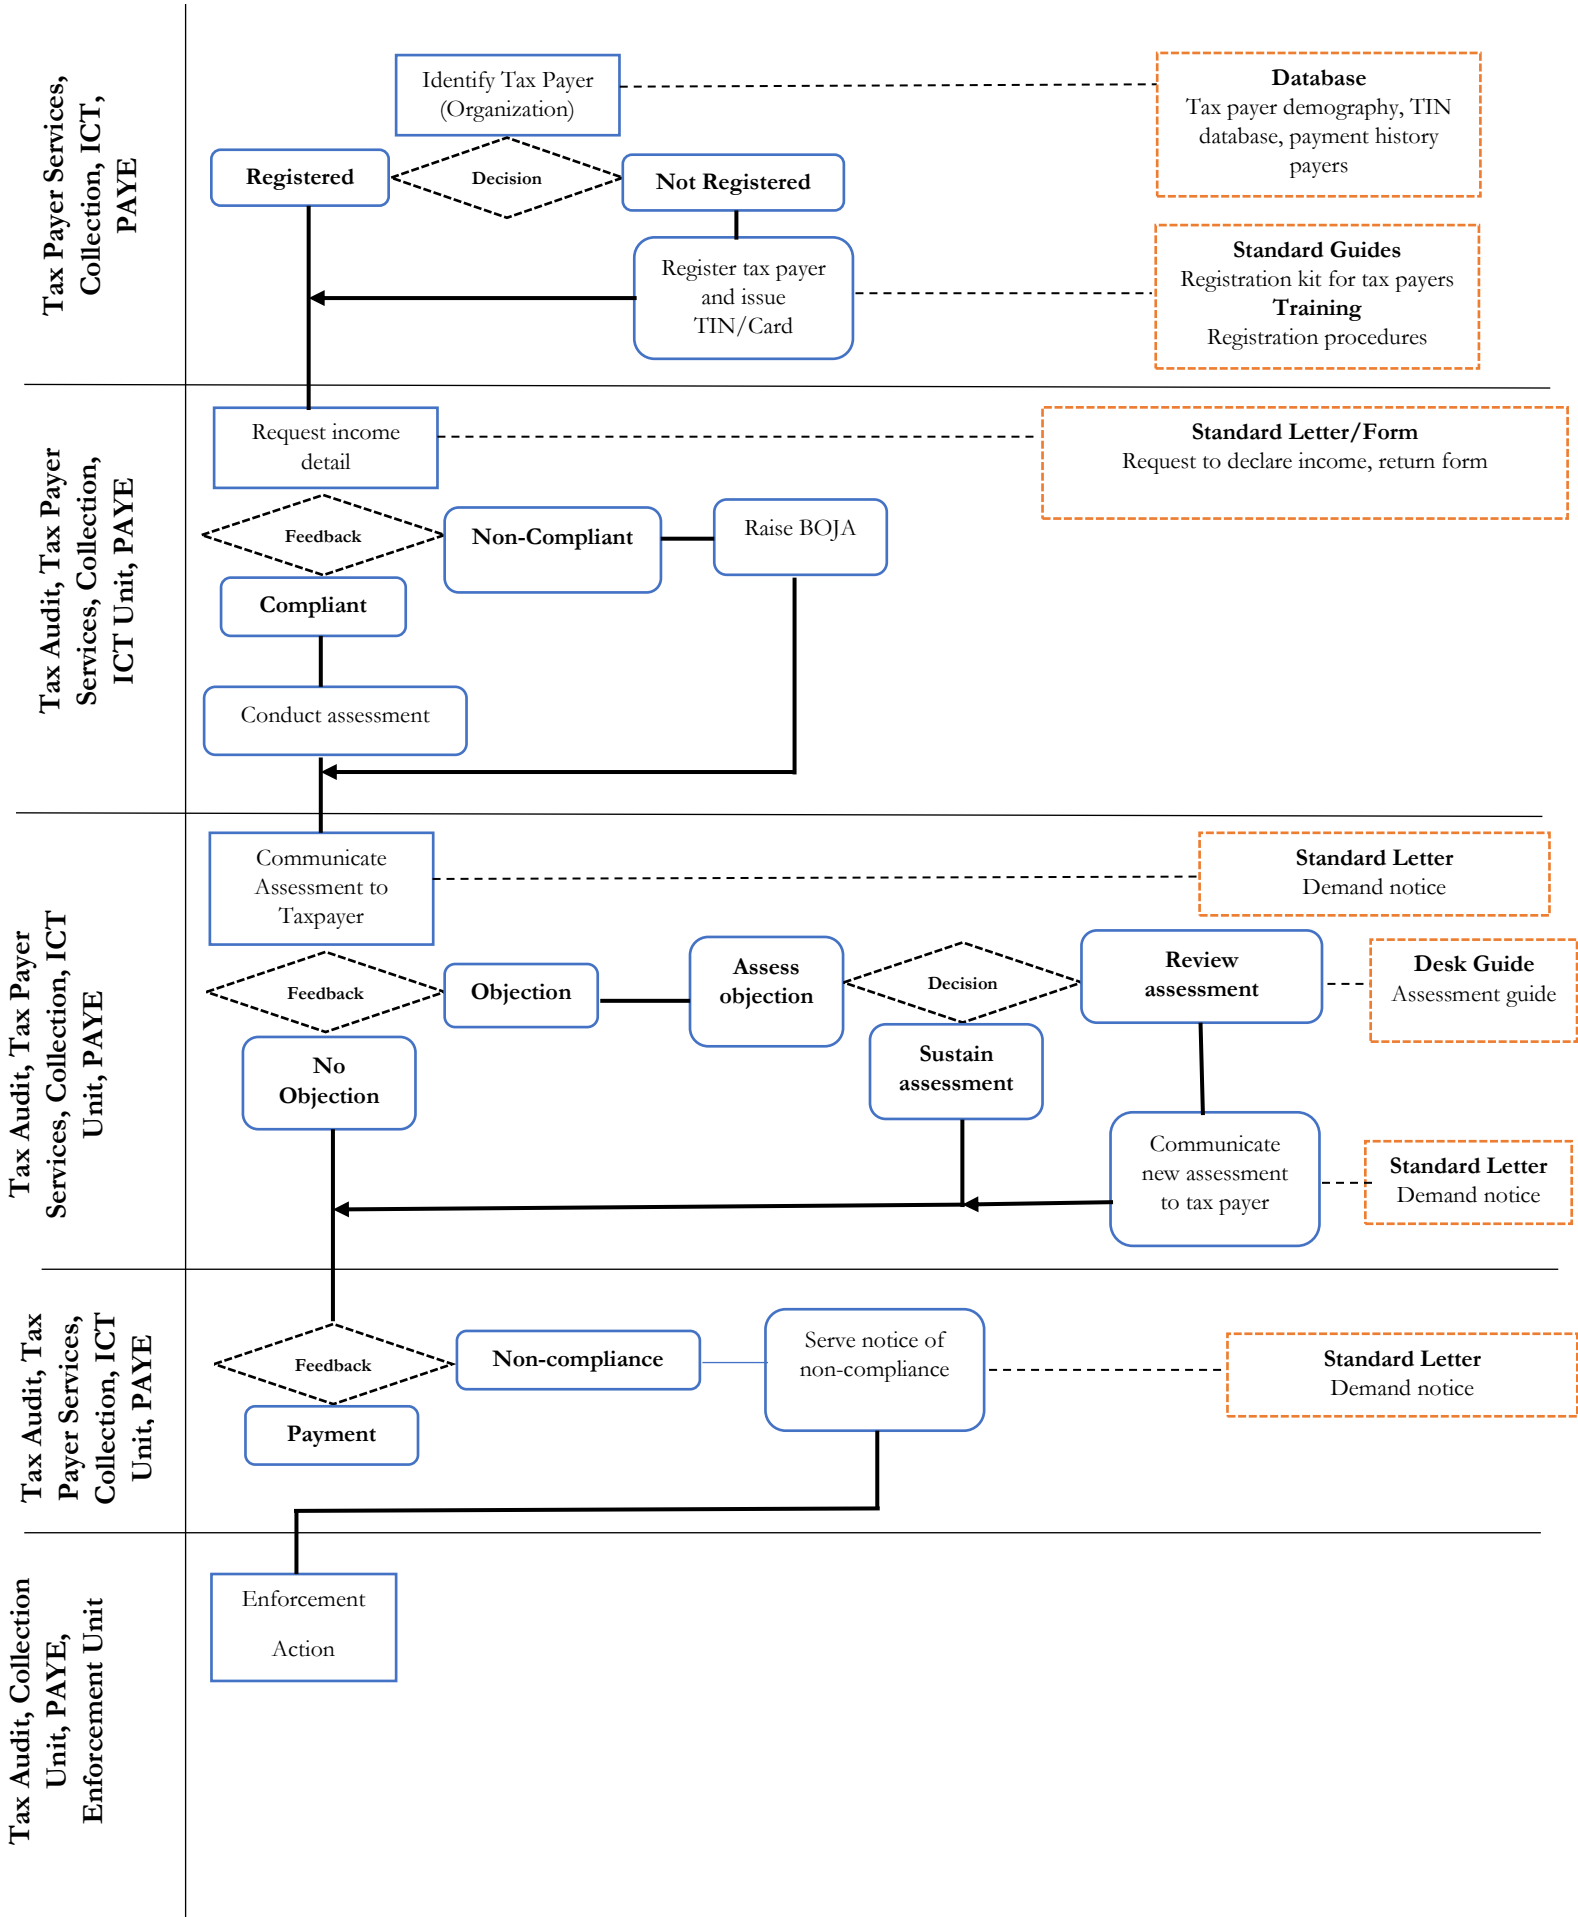 Tax Payer Services,
Collection, ICT,
PAYE
Identify Tax Payer
(Organization)
Database
Tax payer demography, TIN
database, payment history
payers
Registered
Decision
Not Registered
Register tax payer
and issue
TIN/Card
Standard Guides
Registration kit for tax payers
Training
Registration procedures
Tax Audit, Tax Payer
Services, Collection,
ICT Unit, PAYE
Request income
detail
Standard Letter/Form
Request to declare income, return form
Feedback
Non-Compliant
Raise BOJA
Compliant
Conduct assessment
Tax Audit, Tax Payer
Services, Collection, ICT
Unit, PAYE
Communicate
Assessment to
Taxpayer
Standard Letter
Demand notice
Feedback
Objection
Assess
objection
Decision
Review
assessment
Desk Guide
Assessment guide
No
Objection
Sustain
assessment
Communicate
new assessment
to tax payer
Standard Letter
Demand notice
Tax Audit, Tax
Payer Services,
Collection, ICT
Unit, PAYE
Feedback
Non-compliance
Serve notice of
non-compliance
Standard Letter
Demand notice
Payment
Tax Audit, Collection
Unit, PAYE,
Enforcement Unit
Enforcement
Action